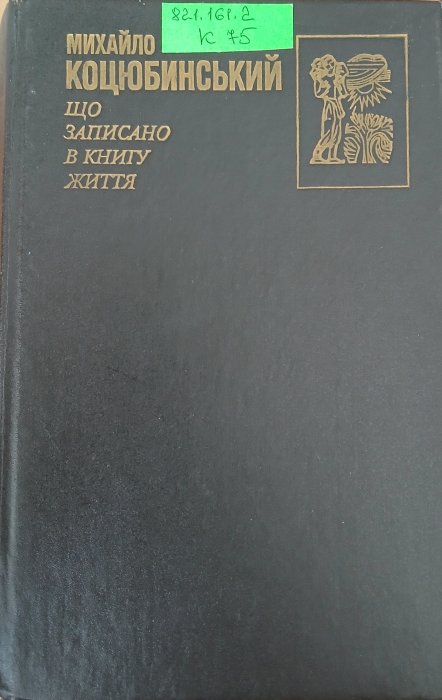 821.161.2
К 75
МИХАЙЛО
КОЦЮБИНСЬКИЙ
ЩО
ЗАПИСАНО
В КНИГУ
ЖИТТЯ